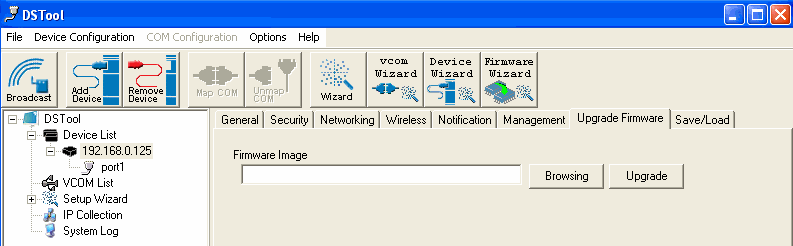 DSTool
File Device Configuration COM Configuration Options Help
Broadcast
Add Device
Remove Device
Map COM
Unmap COM
Wizard
vcom Wizard
Device Wizard
Firmware Wizard
DSTool
Device List
192.168.0.125
port1
VCOM List
Setup Wizard
IP Collection
System Log
General Security Networking Wireless Notification Management Upgrade Firmware Save/Load
Firmware Image
Browsing Upgrade